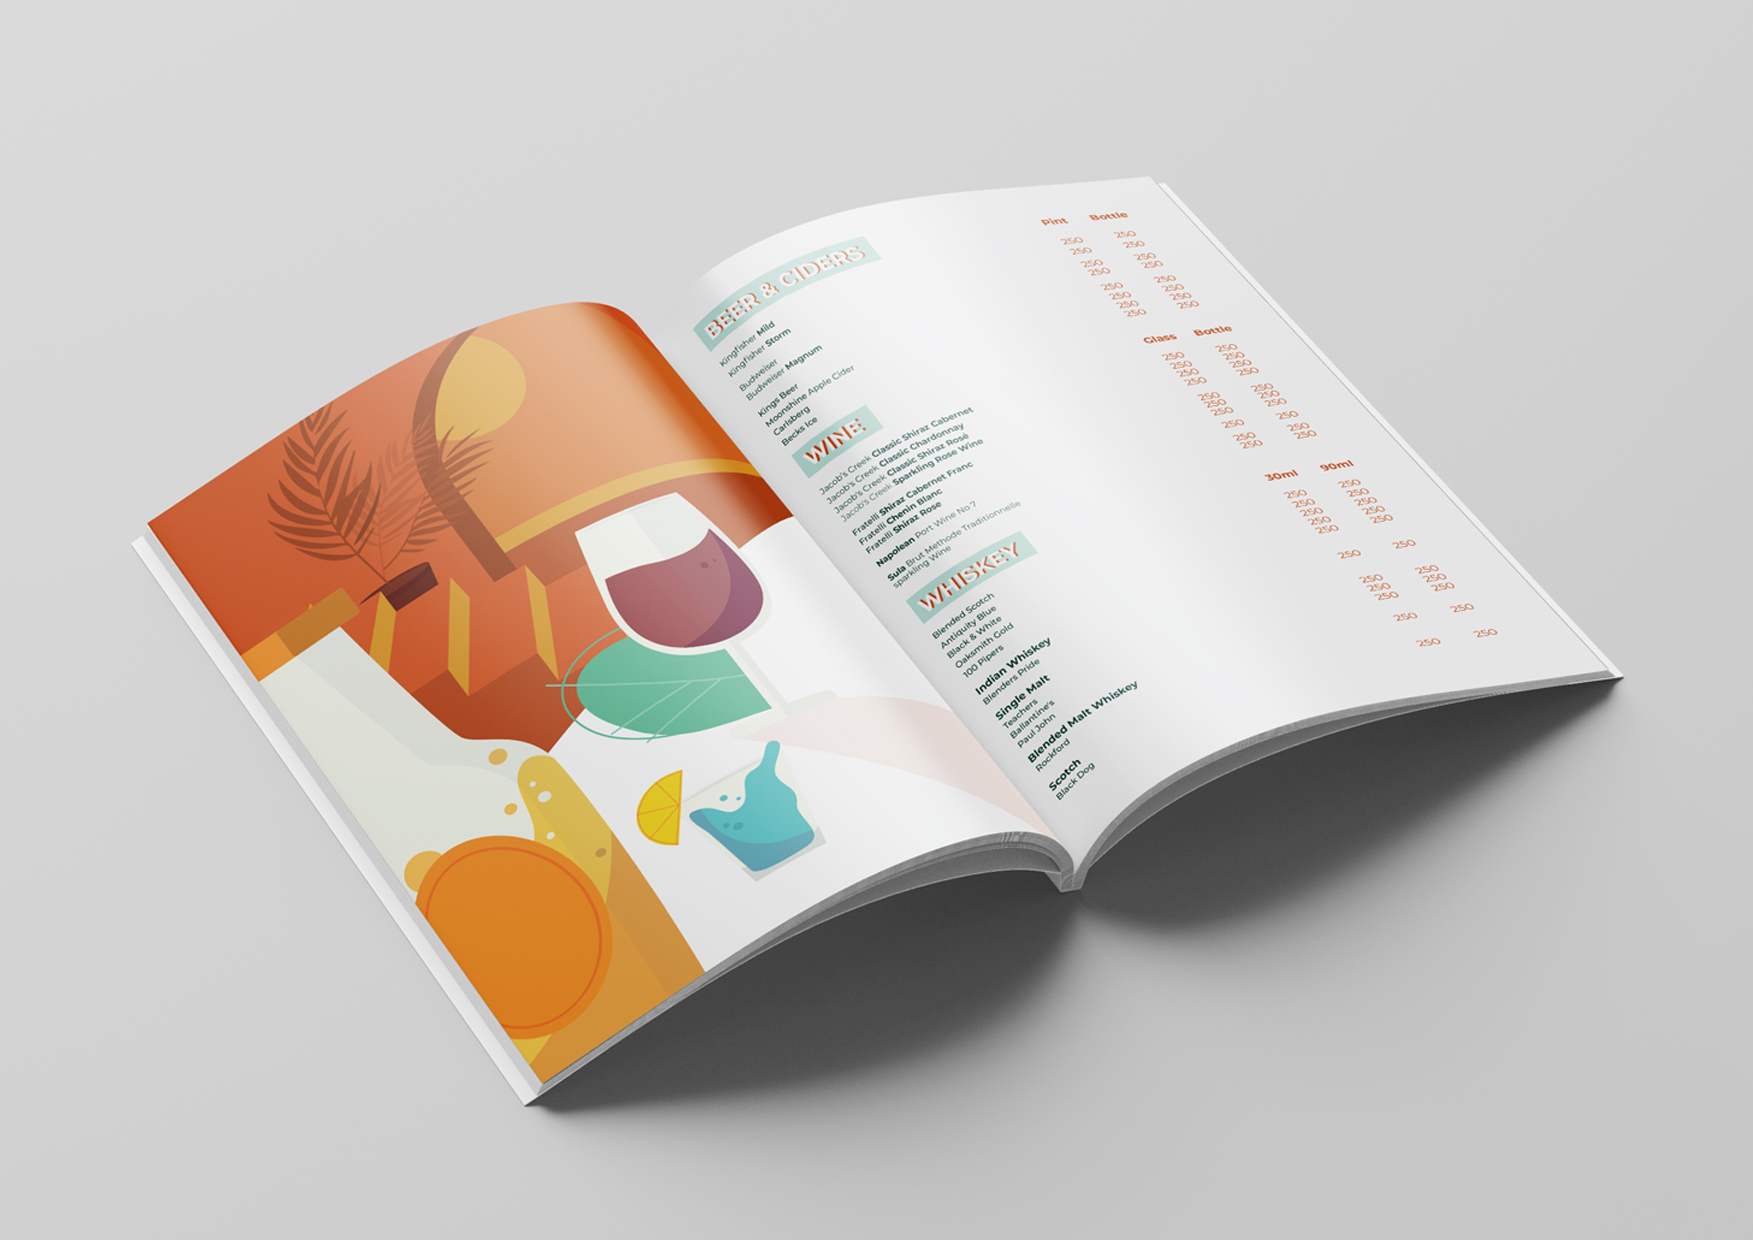 BEER & CIDERS Pint Bottle
Kingfisher Mild 250 250
Kingfisher Storm 250 250
Budweiser 250 250
Budweiser Magnum 250 250
Kings Beer 250 250
Moonshine Apple Cider 250 250
Carlsberg 250 250
Becks Ice 250 250
WINE Glass Bottle
Jacob's Creek Classic Shiraz Cabernet 250 250
Jacob's Creek Classic Chardonnay 250 250
Jacob's Creek Classic Shiraz Rosé 250 250
Jacob's Creek Sparkling Rose Wine 250 250
Fratelli Shiraz Cabernet Franc 250 250
Fratelli Chenin Blanc 250 250
Fratelli Shiraz Rose 250 250
Napolean Port Wine No 7 250 250
Sula Brut Methode Traditionnelle 250 250
sparkling Wine 250 250
WHISKEY 30ml 90ml
Blended Scotch 250 250
Antiquity Blue 250 250
Black & White 250 250
Oaksmith Gold 250 250
100 Pipers 250 250
Indian Whiskey
Blenders Pride 250 250
Single Malt
Teachers 250 250
Ballantine's 250 250
Paul John 250 250
Blended Malt Whiskey
Rockford 250 250
Scotch
Black Dog 250 250